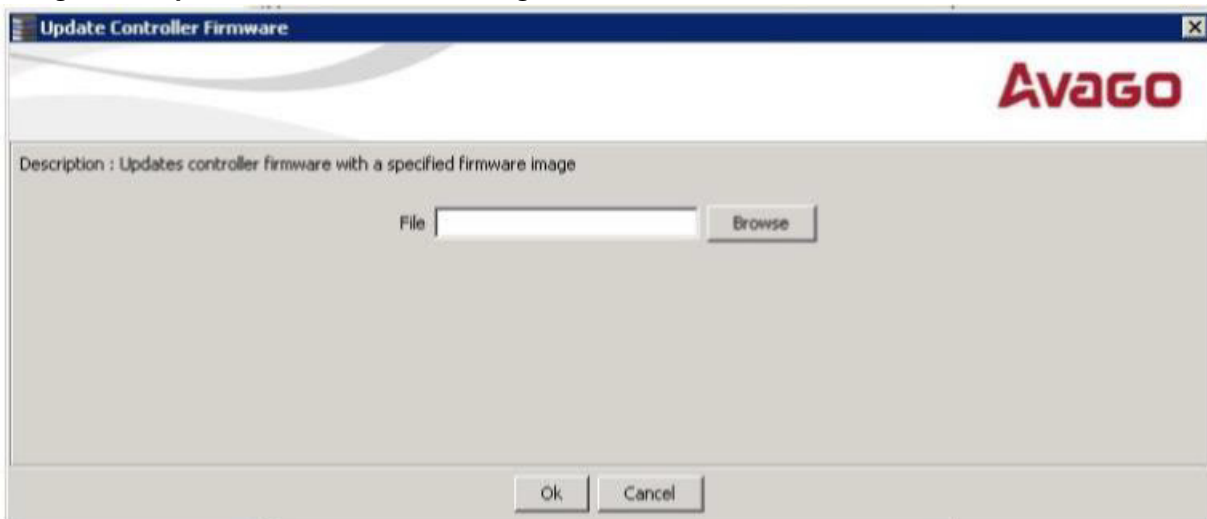 Update Controller Firmware
Avago
Description : Updates controller firmware with a specified firmware image
File
Browse
Ok
Cancel